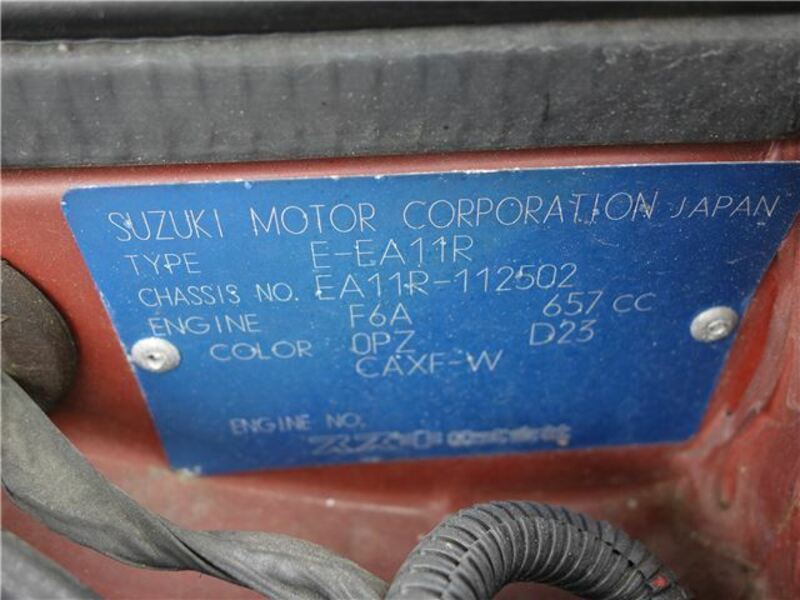 SUZUKI MOTOR CORPORATION JAPAN
TYPE E-EA11R
CHASSIS NO. EA11R-112502
ENGINE F6A 657 CC
COLOR 0PZ D23
CAXF-W
ENGINE NO.